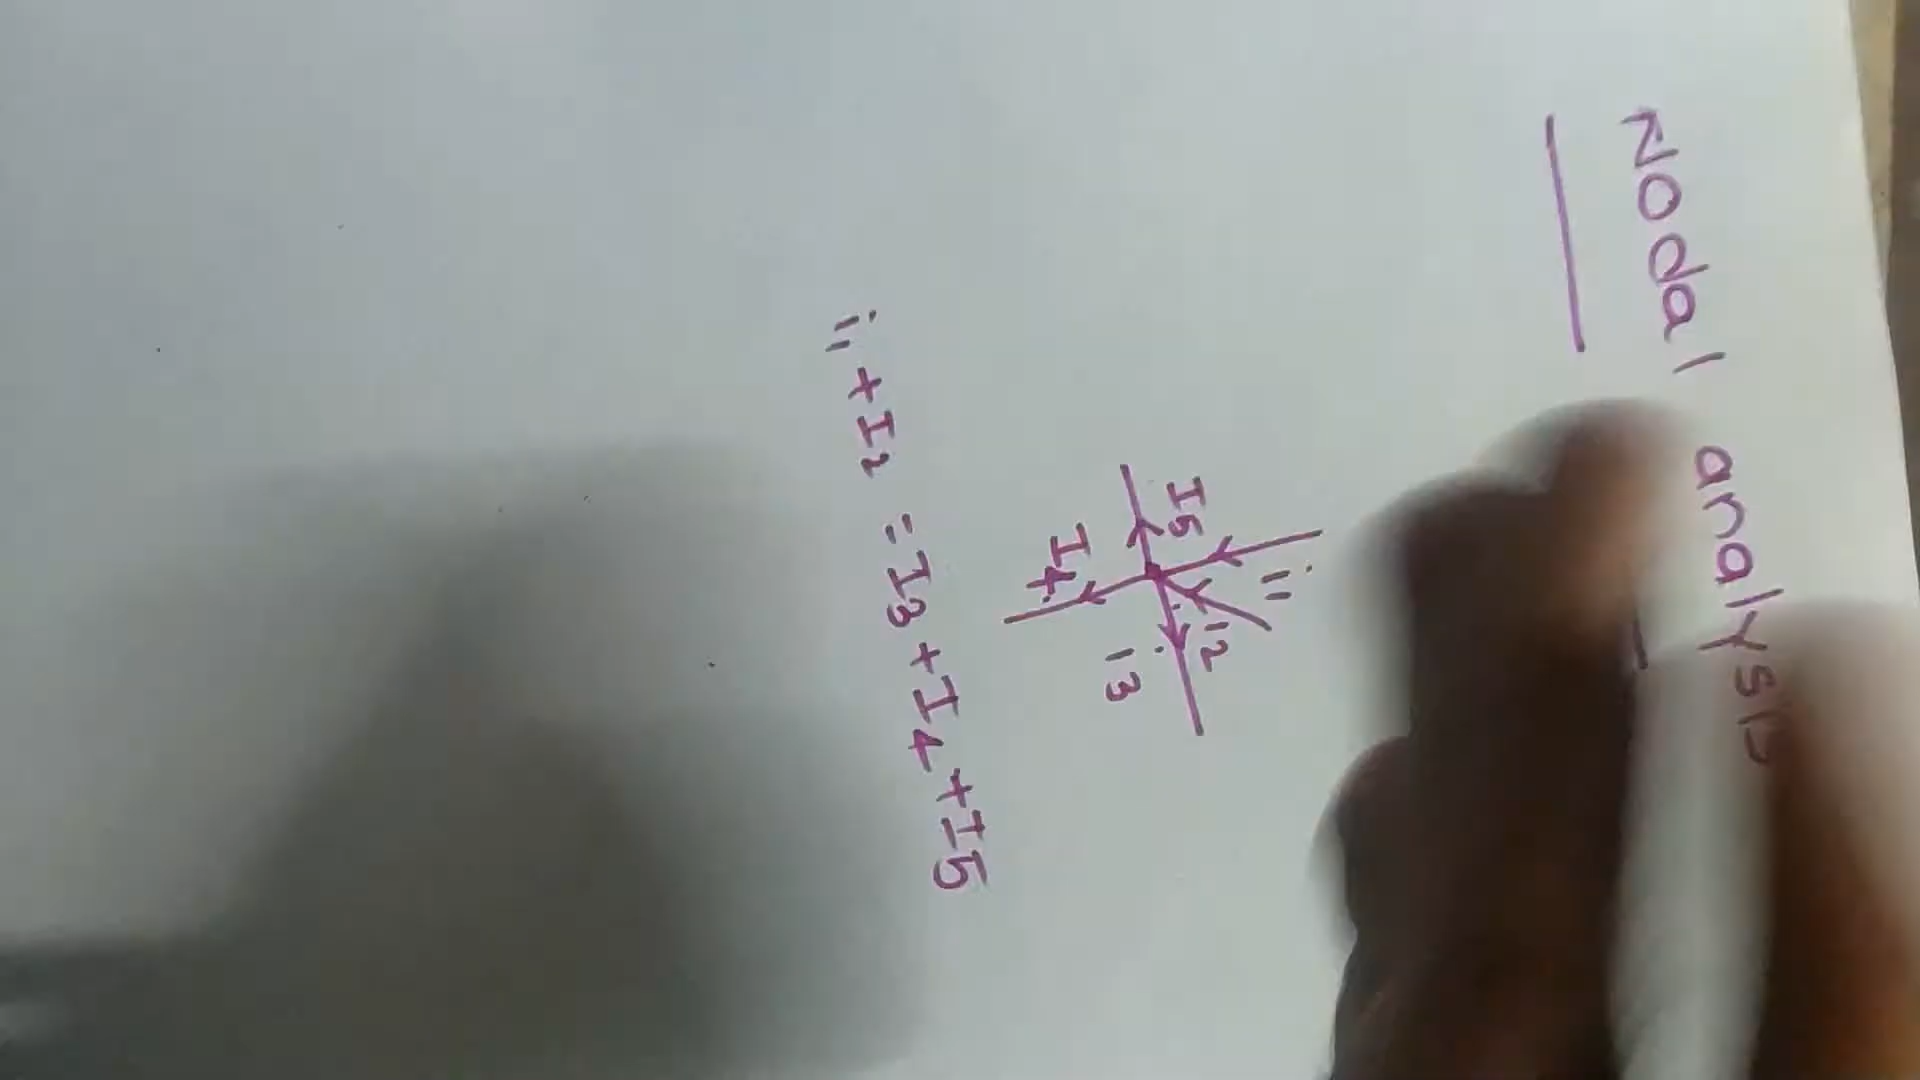 Nodal analysis
i1
i2
I5
i3
I4
i1 + I2 = I3 + I4 + I5